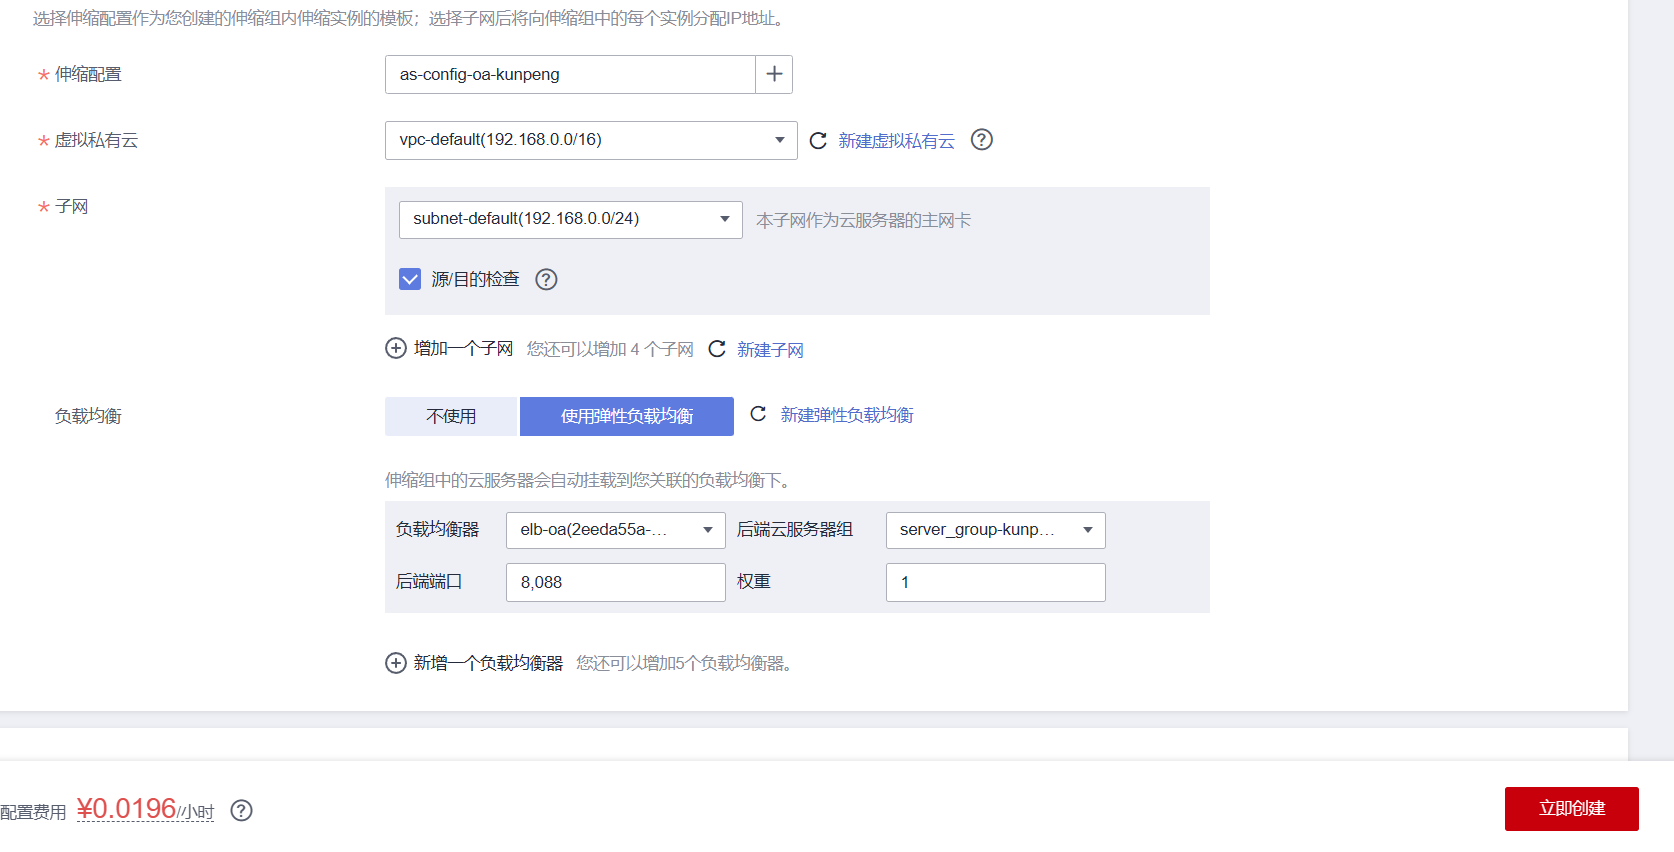 选择伸缩配置作为您创建的伸缩组内伸缩实例的模板；选择子网后将向伸缩组中的每个实例分配IP地址。
* 伸缩配置 as-config-oa-kunpeng
* 虚拟私有云 vpc-default(192.168.0.0/16) 新建虚拟私有云
* 子网 subnet-default(192.168.0.0/24) 本子网作为云服务器的主网卡
源/目的检查
增加一个子网 您还可以增加 4 个子网 新建子网
负载均衡 不使用 使用弹性负载均衡 新建弹性负载均衡
伸缩组中的云服务器会自动挂载到您关联的负载均衡下。
负载均衡器 elb-oa(2eeda55a-... 后端云服务器组 server_group-kunp...
后端端口 8,088 权重 1
新增一个负载均衡器 您还可以增加5个负载均衡器。
配置费用 ¥0.0196/小时 立即创建